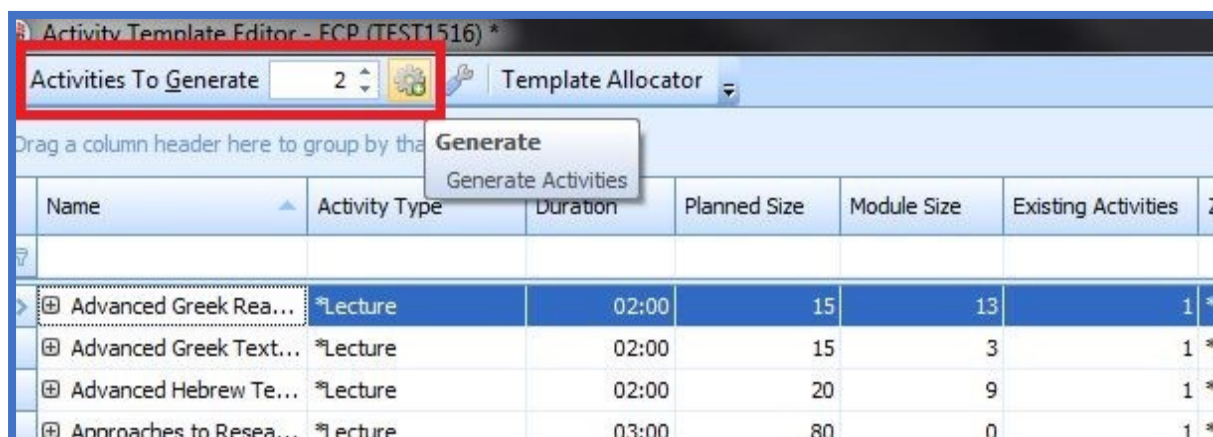 Activity Template Editor - ECP (TEST1516) *
Activities To Generate 2 Template Allocator
Drag a column header here to group by tha
Generate
Generate Activities
Name Activity Type Duration Planned Size Module Size Existing Activities
Advanced Greek Rea... *Lecture 02:00 15 13 1 *
Advanced Greek Text... *Lecture 02:00 15 3 1 *
Advanced Hebrew Te... *Lecture 02:00 20 9 1 *
Approaches to Resea... *Lecture 03:00 80 0 1 *